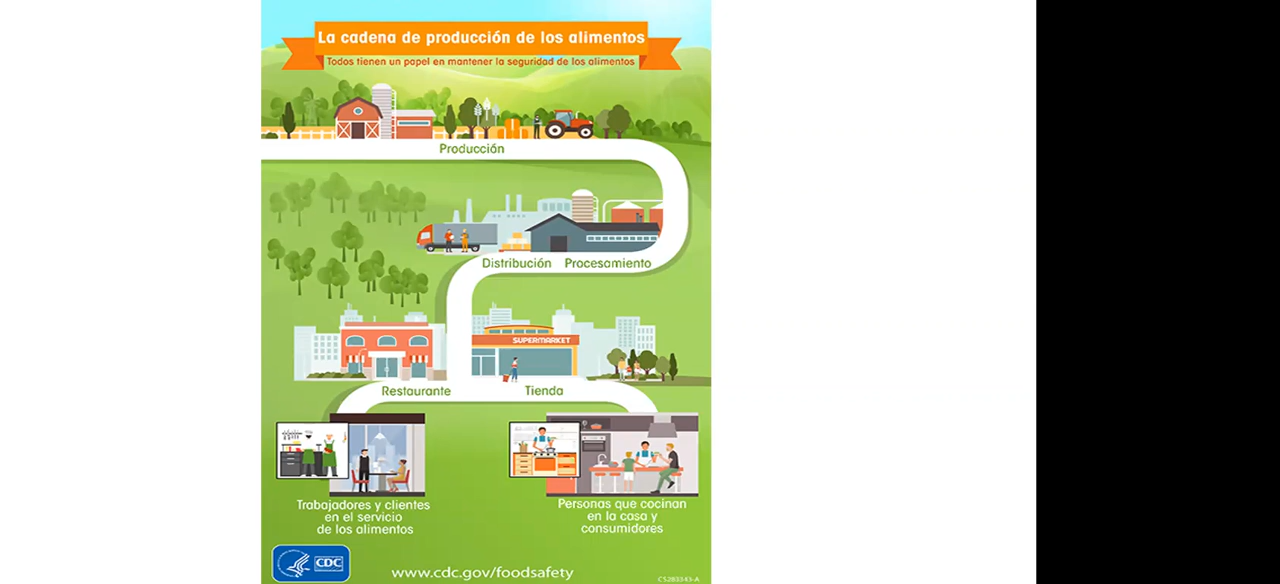 La cadena de producción de los alimentos
Todos tienen un papel en mantener la seguridad de los alimentos
Producción
Distribución Procesamiento
SUPERMARKET
Restaurante Tienda
Trabajadores y clientes
en el servicio
de los alimentos
Personas que cocinan
en la casa y
consumidores
CDC
www.cdc.gov/foodsafety
CS283343-A